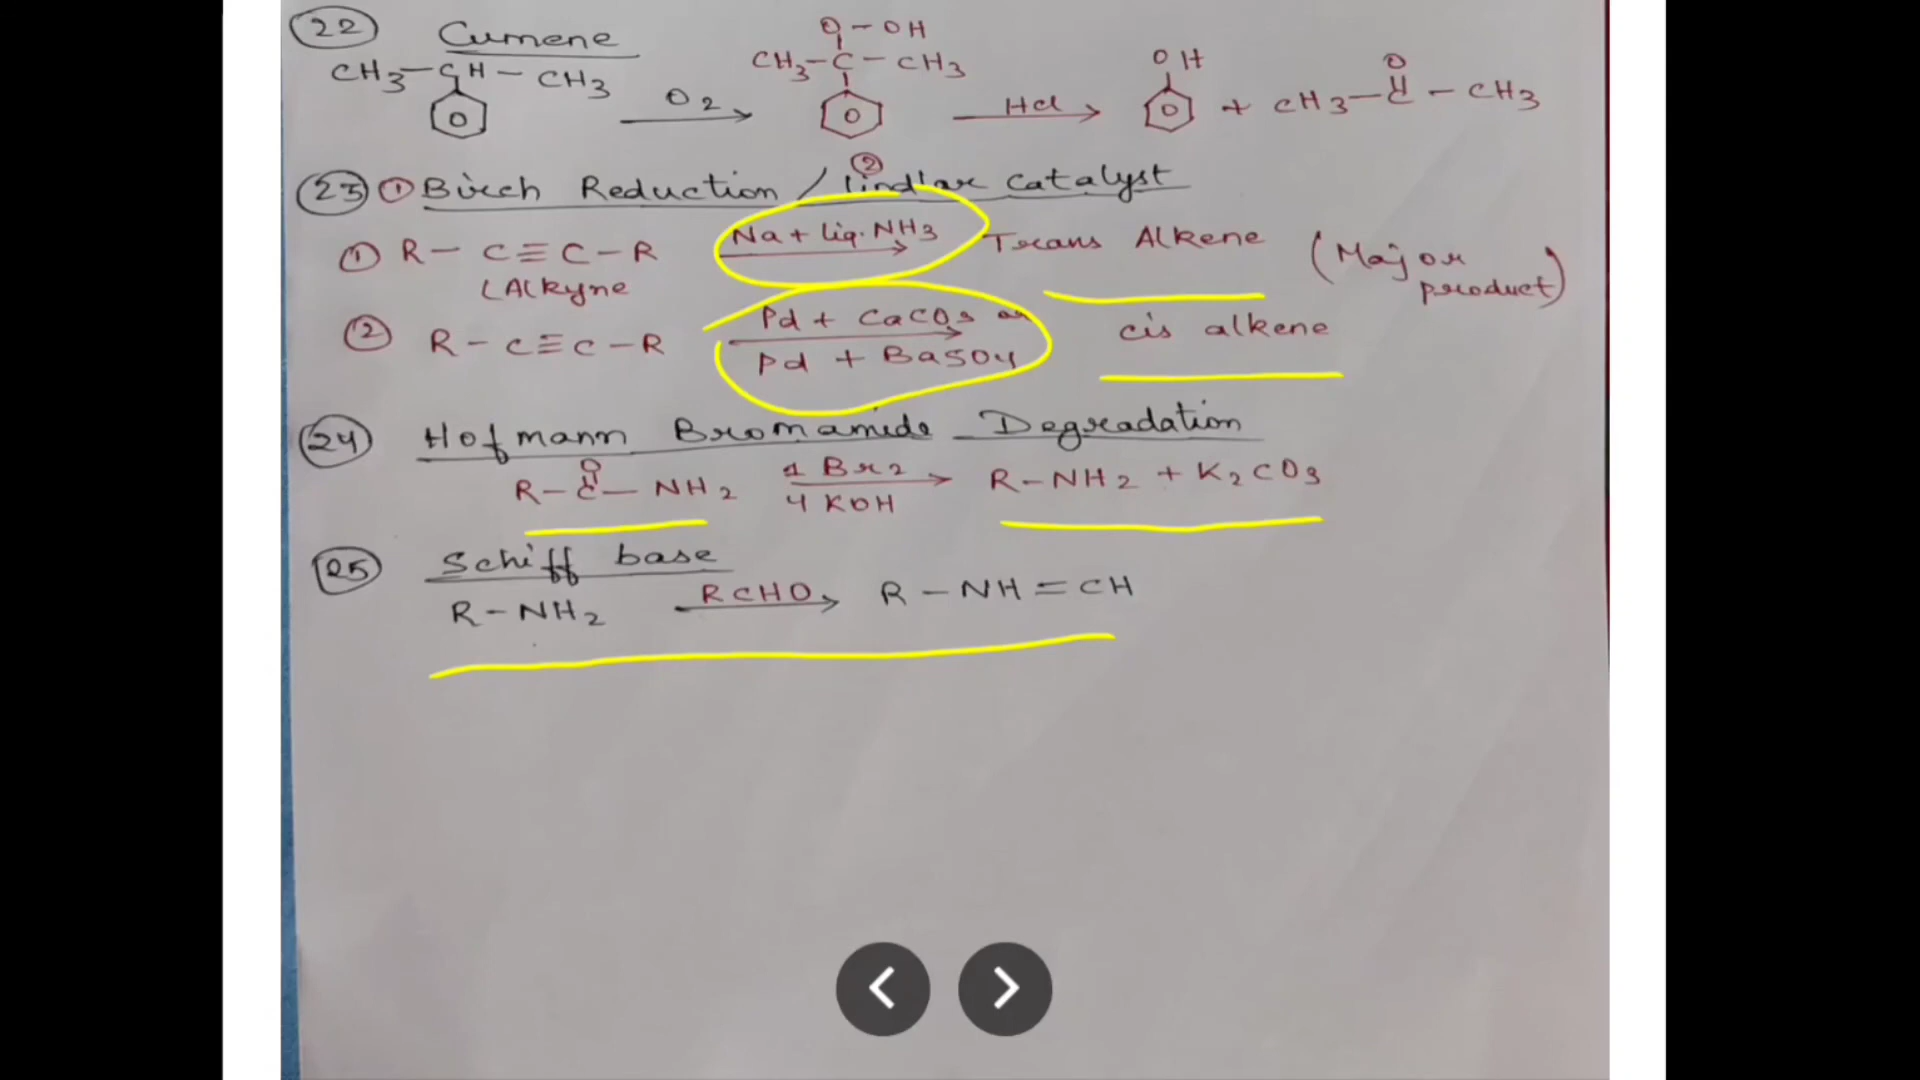 22 Cumene
O-OH
CH3-CH-CH3 O2 CH3-C-CH3 HCl OH + CH3-C-CH3
O
23 ① Birch Reduction / ② Lindlar catalyst
① R-C≡C-R Na + liq. NH3 Trans Alkene (Major product)
(Alkyne
② R-C≡C-R Pd + CaCO3 or cis alkene
Pd + BaSO4
24 Hofmann Bromamide Degradation
O
R-C-NH2 1 Br2 R-NH2 + K2CO3
4 KOH
25 Schiff base
R-NH2 RCHO R-NH=CH